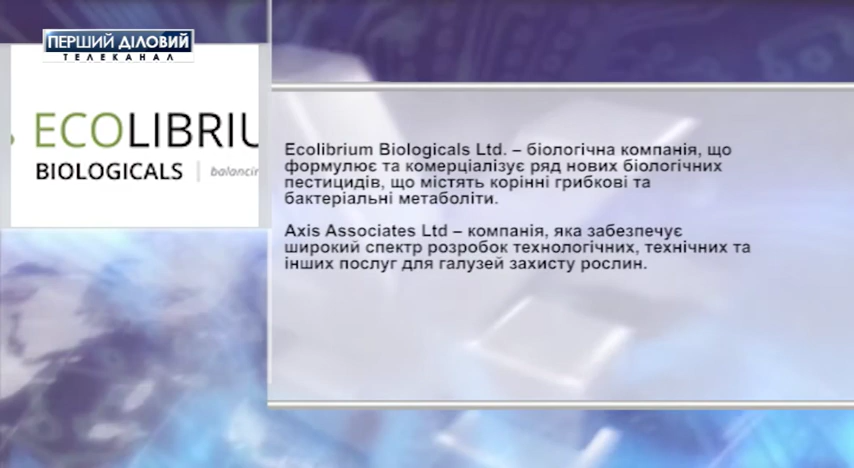 ПЕРШИЙ ДІЛОВИЙ
ТЕЛЕКАНАЛ
ECOLIBRIU
BIOLOGICALS | balancin
Ecolibrium Biologicals Ltd. – біологічна компанія, що
формулює та комерціалізує ряд нових біологічних
пестицидів, що містять корінні грибкові та
бактеріальні метаболіти.
Axis Associates Ltd – компанія, яка забезпечує
широкий спектр розробок технологічних, технічних та
інших послуг для галузей захисту рослин.